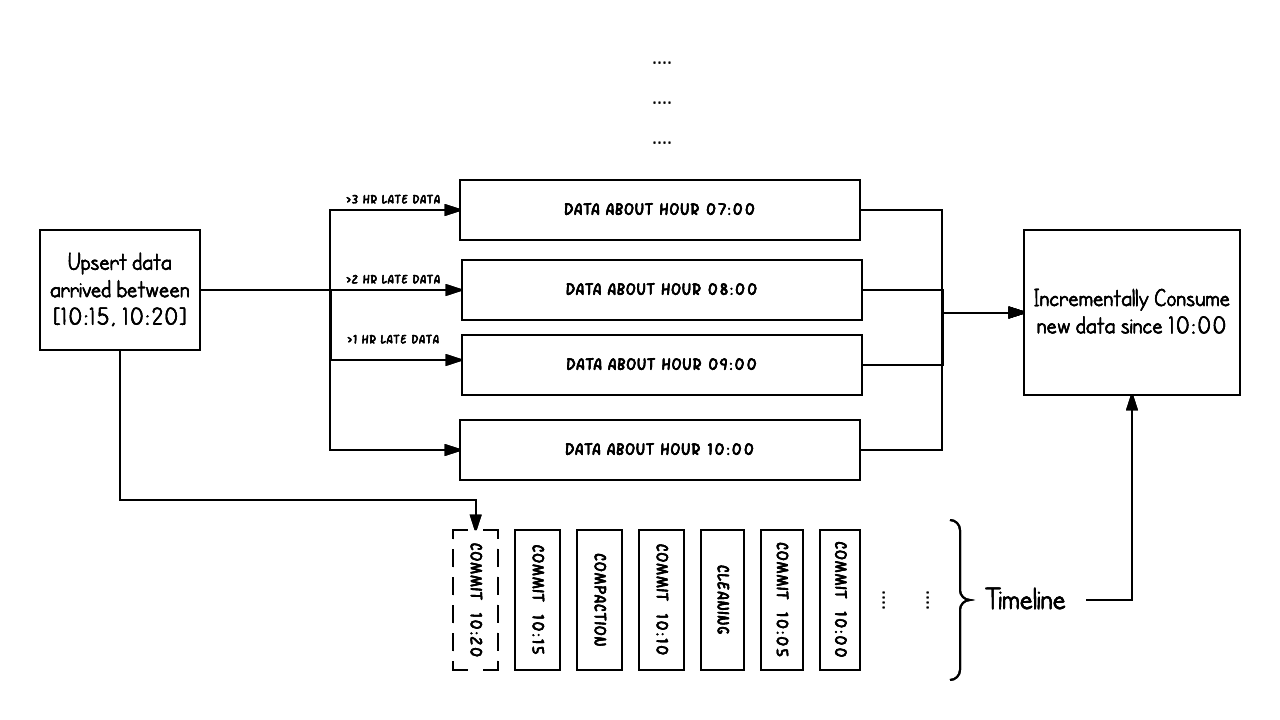 ....
....
....
>3 HR LATE DATA
DATA ABOUT HOUR 07:00
Upsert data
arrived between
[10:15, 10:20]
>2 HR LATE DATA
DATA ABOUT HOUR 08:00
Incrementally Consume
new data since 10:00
>1 HR LATE DATA
DATA ABOUT HOUR 09:00
DATA ABOUT HOUR 10:00
COMMIT 10:20
COMMIT 10:15
COMPACTION
COMMIT 10:10
CLEANING
COMMIT 10:05
COMMIT 10:00
....
....
Timeline